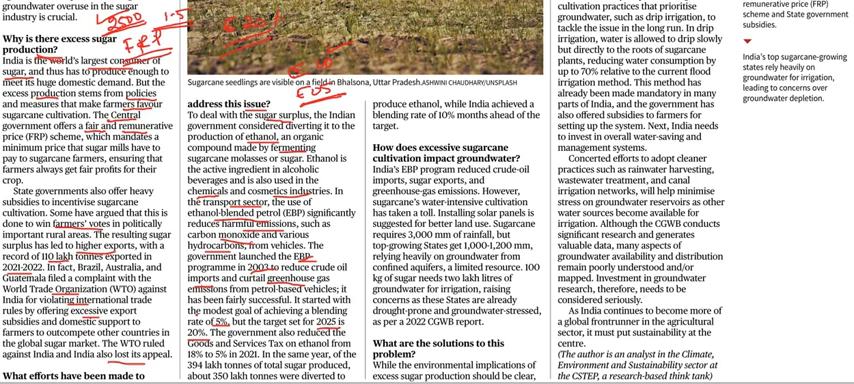 groundwater overuse in the sugar
industry is crucial.
Why is there excess sugar
production?
India is the world's largest consumer of
sugar, and thus has to produce enough to
meet its huge domestic demand. But the
excess production stems from policies
and measures that make farmers favour
sugarcane cultivation. The Central
government offers a fair and remunerative
price (FRP) scheme, which mandates a
minimum price that sugar mills have to
pay to sugarcane farmers, ensuring that
farmers always get fair profits for their
crop.
State governments also offer heavy
subsidies to incentivise sugarcane
cultivation. Some have argued that this is
done to win farmers' votes in politically
important rural areas. The resulting sugar
surplus has led to higher exports, with a
record of 110 lakh tonnes exported in
2021-2022. In fact, Brazil, Australia, and
Guatemala filed a complaint with the
World Trade Organization (WTO) against
India for violating international trade
rules by offering excessive export
subsidies and domestic support to
farmers to outcompete other countries in
the global sugar market. The WTO ruled
against India and India also lost its appeal.
What efforts have been made to
FRP
1.5
Sugarcane seedlings are visible on a field in Bhalsona, Uttar Pradesh. ASHWINI CHAUDHARY/UNSPLASH
address this issue?
To deal with the sugar surplus, the Indian
government considered diverting it to the
production of ethanol, an organic
compound made by fermenting
sugarcane molasses or sugar. Ethanol is
the active ingredient in alcoholic
beverages and is also used in the
chemicals and cosmetics industries. In
the transport sector, the use of
ethanol-blended petrol (EBP) significantly
reduces harmful emissions, such as
carbon monoxide and various
hydrocarbons, from vehicles. The
government launched the EBP
programme in 2003 to reduce crude oil
imports and curtail greenhouse gas
emissions from petrol-based vehicles; it
has been fairly successful. It started with
the modest goal of achieving a blending
rate of 5%, but the target set for 2025 is
20%. The government also reduced the
Goods and Services Tax on ethanol from
18% to 5% in 2021. In the same year, of the
394 lakh tonnes of total sugar produced,
about 350 lakh tonnes were diverted to
produce ethanol, while India achieved a
blending rate of 10% months ahead of the
target.
How does excessive sugarcane
cultivation impact groundwater?
India's EBP program reduced crude-oil
imports, sugar exports, and
greenhouse-gas emissions. However,
sugarcane's water-intensive cultivation
has taken a toll. Installing solar panels is
suggested for better land use. Sugarcane
requires 3,000 mm of rainfall, but
top-growing States get 1,000-1,200 mm,
relying heavily on groundwater from
confined aquifers, a limited resource. 100
kg of sugar needs two lakh litres of
groundwater for irrigation, raising
concerns as these States are already
drought-prone and groundwater-stressed,
as per a 2022 CGWB report.
What are the solutions to this
problem?
While the environmental implications of
excess sugar production should be clear,
cultivation practices that prioritise
groundwater, such as drip irrigation, to
tackle the issue in the long run. In drip
irrigation, water is allowed to drip slowly
but directly to the roots of sugarcane
plants, reducing water consumption by
up to 70% relative to the current flood
irrigation method. This method has
already been made mandatory in many
parts of India, and the government has
also offered subsidies to farmers for
setting up the system. Next, India needs
to invest in overall water-saving and
management systems.
Concerted efforts to adopt cleaner
practices such as rainwater harvesting,
wastewater treatment, and canal
irrigation networks, will help minimise
stress on groundwater reservoirs as other
water sources become available for
irrigation. Although the CGWB conducts
significant research and generates
valuable data, many aspects of
groundwater availability and distribution
remain poorly understood and/or
mapped. Investment in groundwater
research, therefore, needs to be
considered seriously.
As India continues to become more of
a global frontrunner in the agricultural
sector, it must put sustainability at the
centre.
(The author is an analyst in the Climate,
Environment and Sustainability sector at
the CSTEP, a research-based think tank)
remunerative price (FRP)
scheme and State government
subsidies.
India's top sugarcane-growing
states rely heavily on
groundwater for irrigation,
leading to concerns over
groundwater depletion.